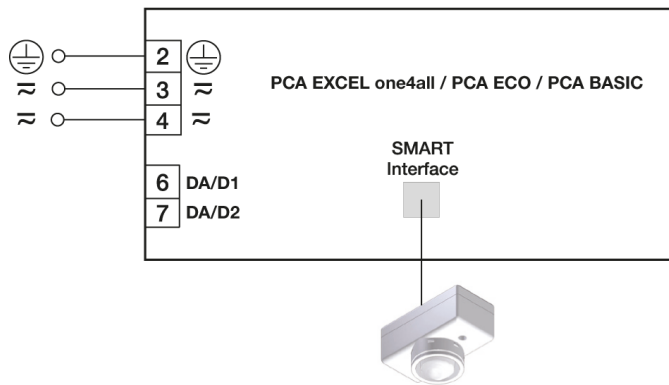 2
PCA EXCEL one4all / PCA ECO / PCA BASIC
3
4
SMART
Interface
6 DA/D1
7 DA/D2